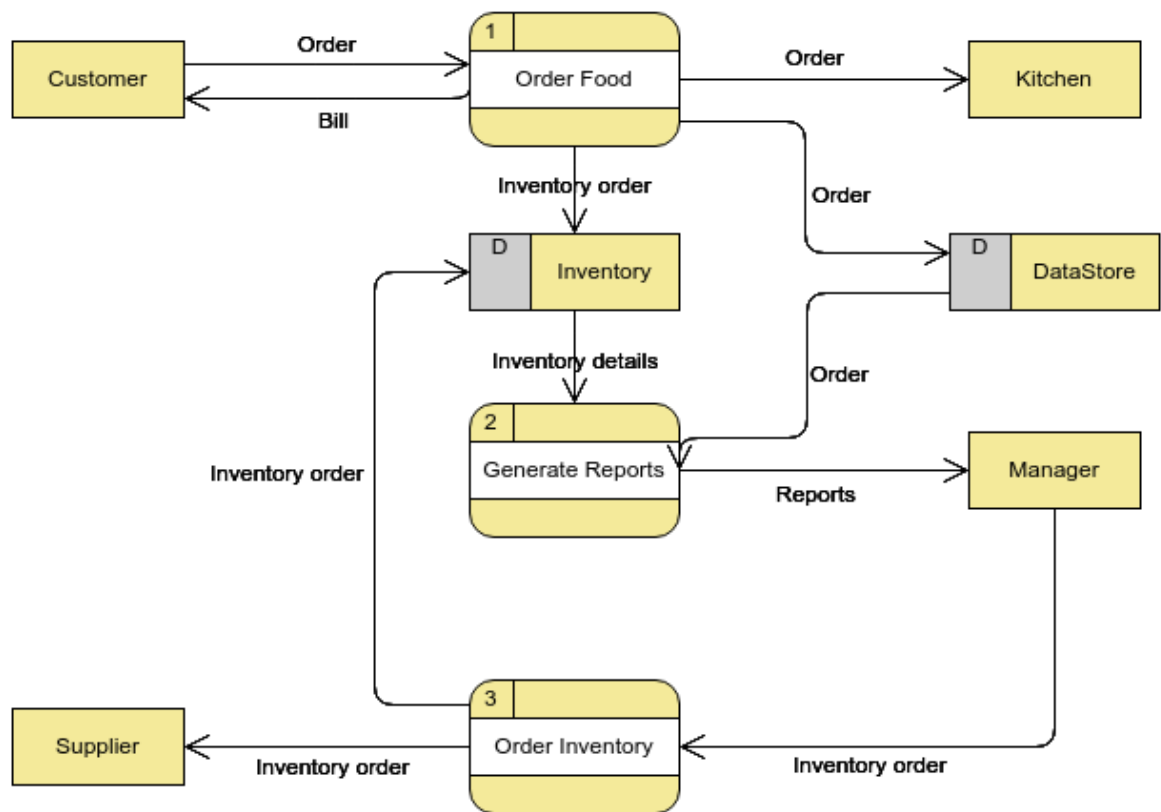 1
Order
Order
Customer
Order Food
Kitchen
Bill
Inventory order
Order
D
Inventory
D
DataStore
Inventory details
Order
2
Inventory order
Generate Reports
Manager
Reports
3
Supplier
Order Inventory
Inventory order
Inventory order